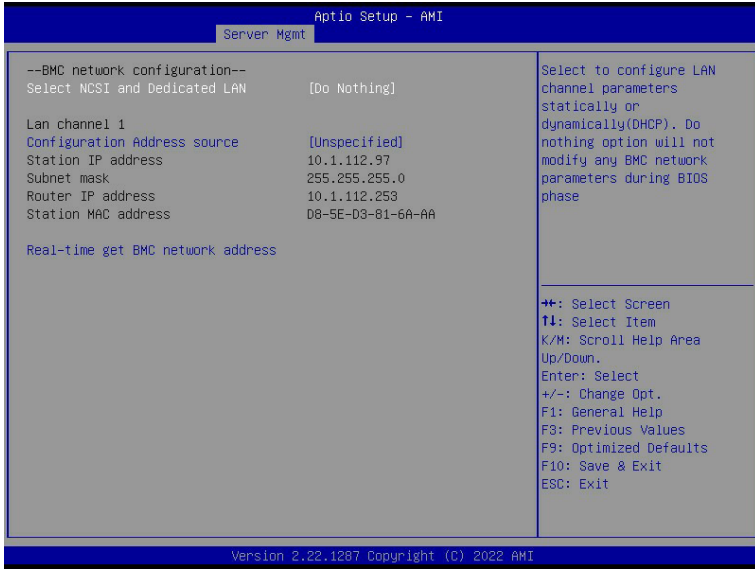 Aptio Setup - AMI
Server Mgmt
--BMC network configuration--
Select NCSI and Dedicated LAN [Do Nothing]
Lan channel 1
Configuration Address source [Unspecified]
Station IP address 10.1.112.97
Subnet mask 255.255.255.0
Router IP address 10.1.112.253
Station MAC address D8-5E-D3-81-6A-AA
Real-time get BMC network address
Select to configure LAN
channel parameters
statically or
dynamically(DHCP). Do
nothing option will not
modify any BMC network
parameters during BIOS
phase
→←: Select Screen
↑↓: Select Item
K/M: Scroll Help Area
Up/Down.
Enter: Select
+/-: Change Opt.
F1: General Help
F3: Previous Values
F9: Optimized Defaults
F10: Save & Exit
ESC: Exit
Version 2.22.1287 Copyright (C) 2022 AMI